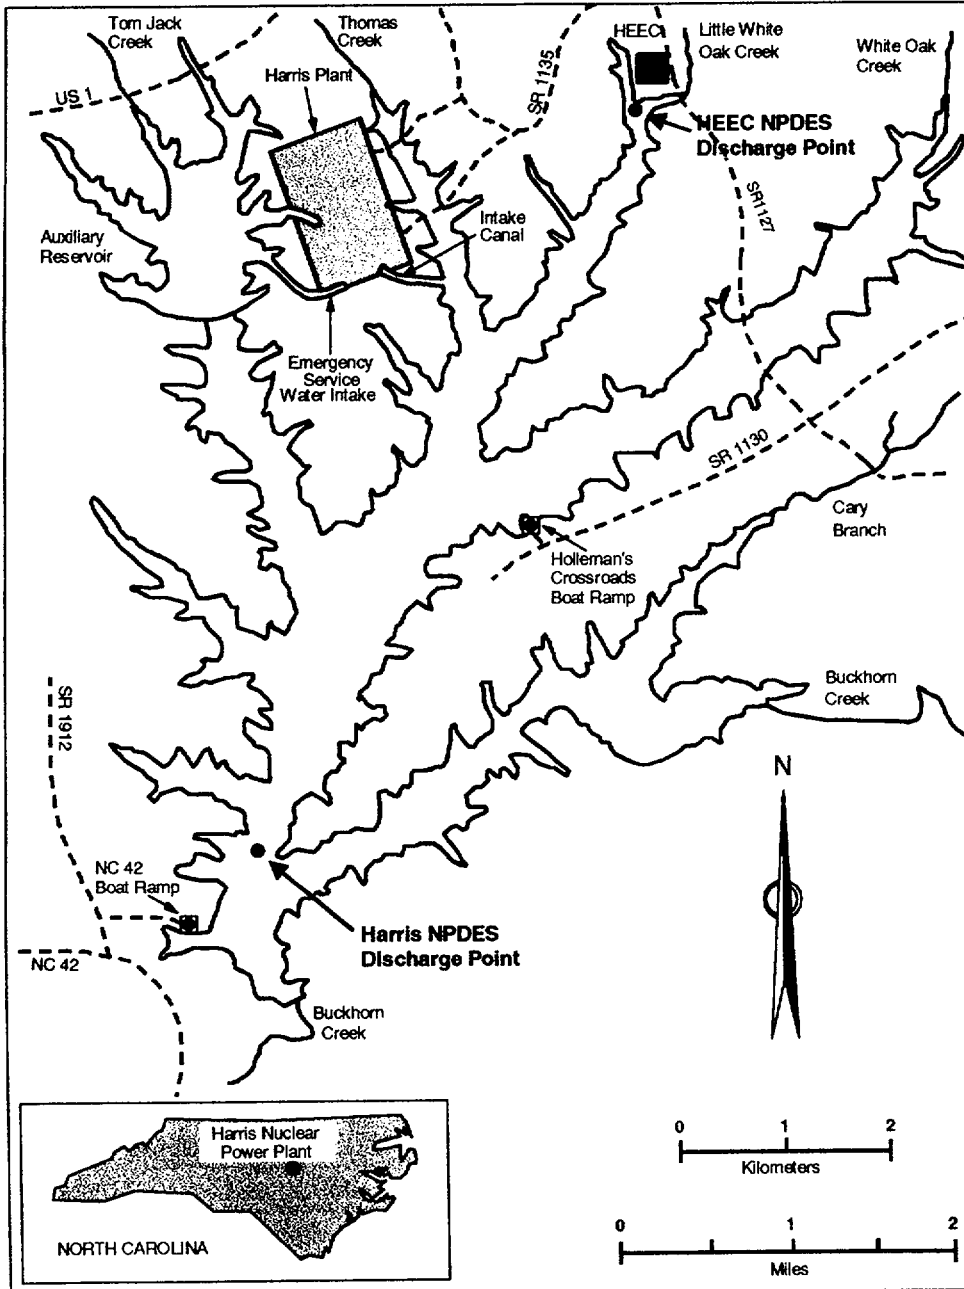 Tom Jack
Creek
Thomas
Creek
HEEC
Little White
Oak Creek
White Oak
Creek
Harris Plant
US 1
SR 1135
HEEC NPDES
Discharge Point
SR1127
Auxiliary
Reservoir
Intake
Canal
Emergency
Service
Water Intake
SR 1130
Cary
Branch
Holleman's
Crossroads
Boat Ramp
Buckhorn
Creek
SR 1912
N
NC 42
Boat Ramp
Harris NPDES
Discharge Point
NC 42
Buckhorn
Creek
Harris Nuclear
Power Plant
NORTH CAROLINA
0 1 2
Kilometers
0 1 2
Miles